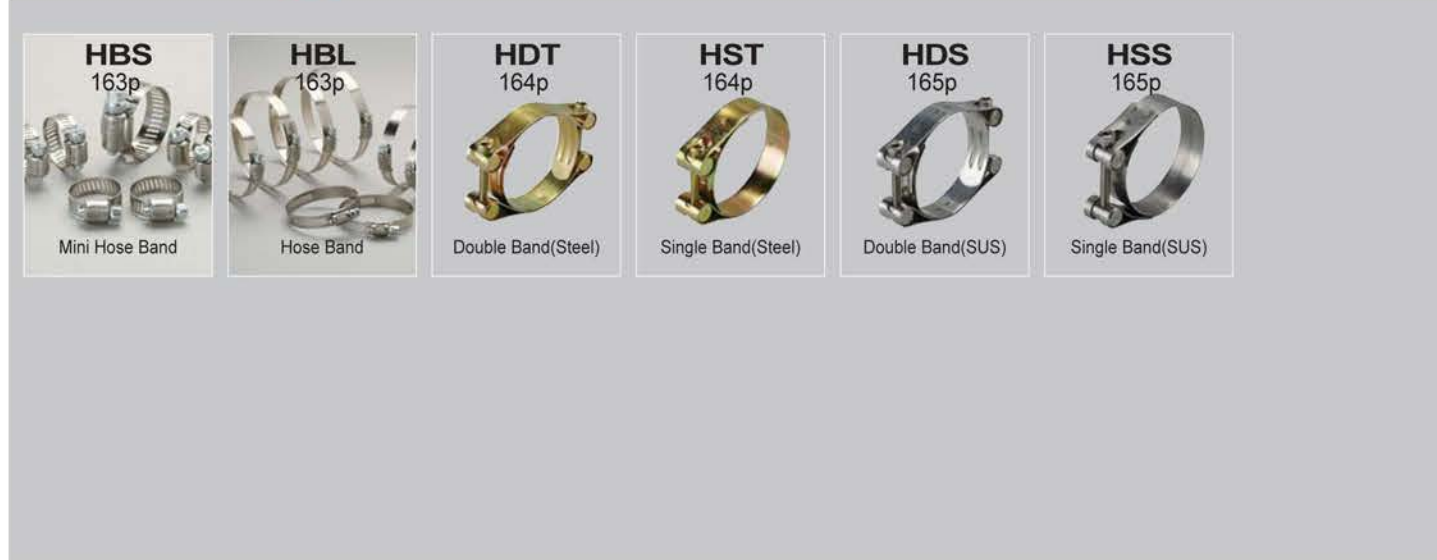 HBS
163p
Mini Hose Band
HBL
163p
Hose Band
HDT
164p
Double Band(Steel)
HST
164p
Single Band(Steel)
HDS
165p
Double Band(SUS)
HSS
165p
Single Band(SUS)